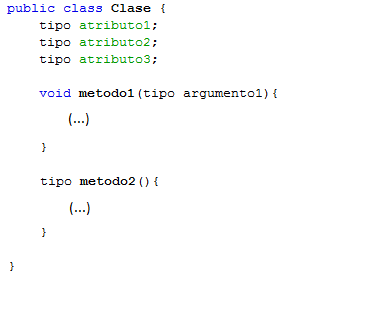 public class Clase {
tipo atributo1;
tipo atributo2;
tipo atributo3;
void metodo1(tipo argumento1){
(...)
}
tipo metodo2(){
(...)
}
}